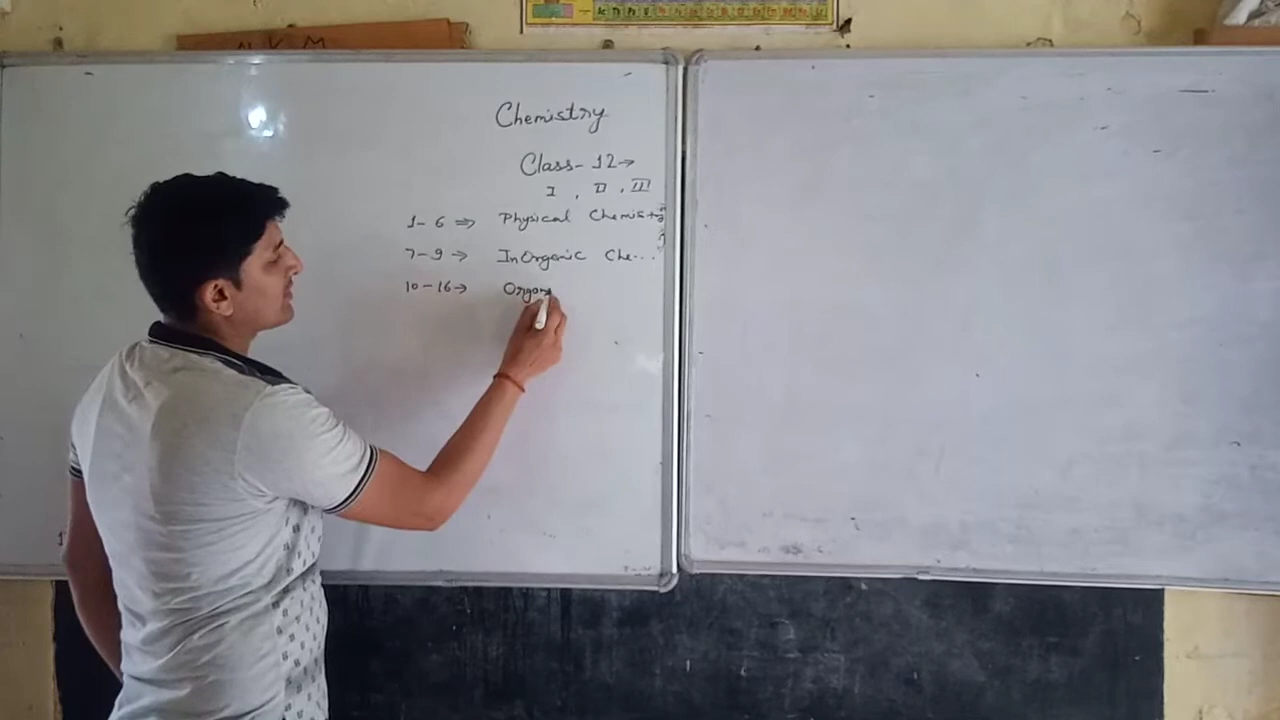 N K M
Chemistry
Class-12→
I , II , III
1-6 ⇒ Physical Chemistry
7-9 → InOrganic Che...
10-16→ Organ